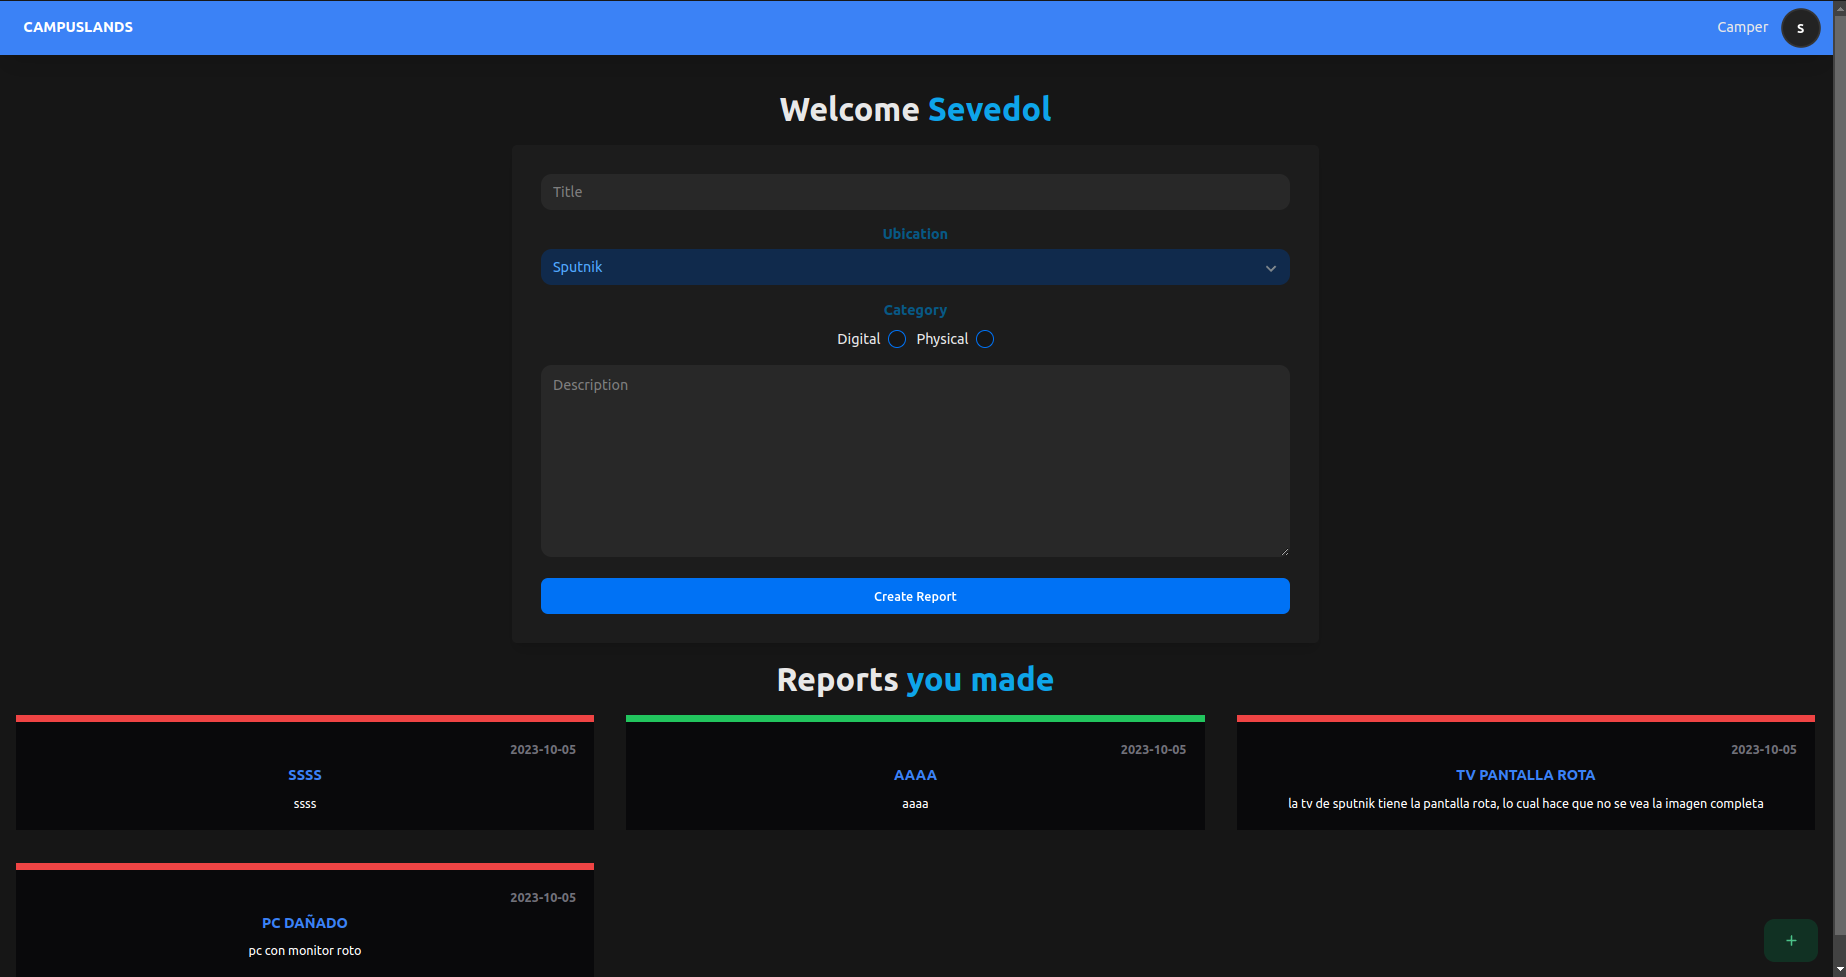 CAMPUSLANDS
Camper S
Welcome Sevedol
Title
Ubication
Sputnik
Category
Digital Physical
Description
Create Report
Reports you made
2023-10-05
SSSS
ssss
2023-10-05
AAAA
aaaa
2023-10-05
TV PANTALLA ROTA
la tv de sputnik tiene la pantalla rota, lo cual hace que no se vea la imagen completa
2023-10-05
PC DAÑADO
pc con monitor roto
+